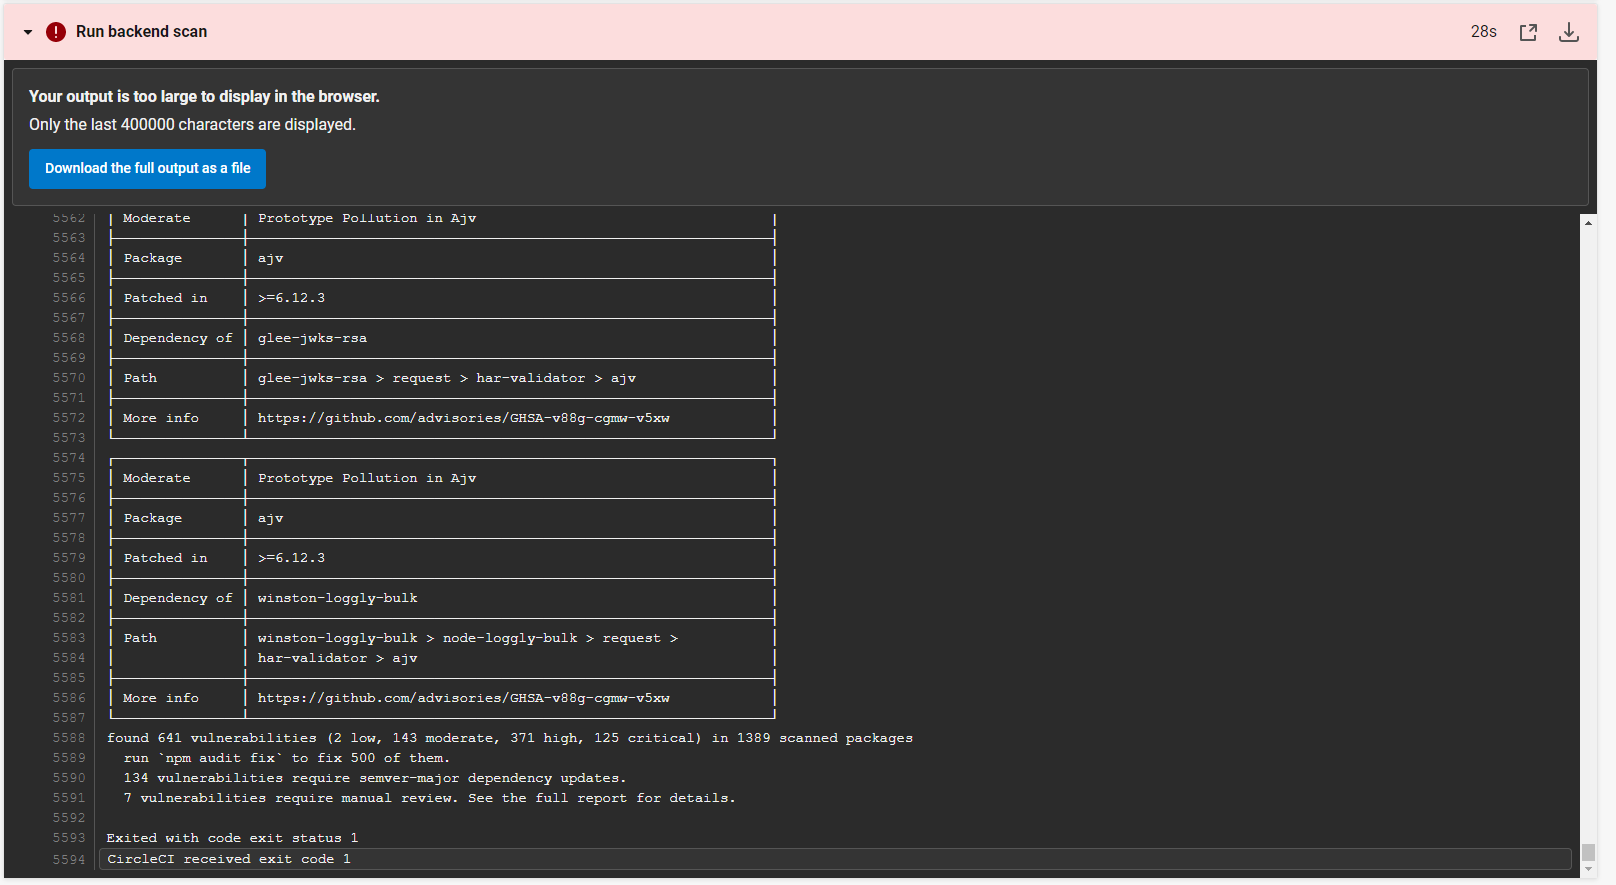 Run backend scan
28s
Your output is too large to display in the browser.
Only the last 400000 characters are displayed.
Download the full output as a file
5562 Moderate Prototype Pollution in Ajv
5563
5564 Package ajv
5565
5566 Patched in >=6.12.3
5567
5568 Dependency of glee-jwks-rsa
5569
5570 Path glee-jwks-rsa > request > har-validator > ajv
5571
5572 More info https://github.com/advisories/GHSA-v88g-cgmw-v5xw
5573
5574
5575 Moderate Prototype Pollution in Ajv
5576
5577 Package ajv
5578
5579 Patched in >=6.12.3
5580
5581 Dependency of winston-loggly-bulk
5582
5583 Path winston-loggly-bulk > node-loggly-bulk > request >
5584 har-validator > ajv
5585
5586 More info https://github.com/advisories/GHSA-v88g-cgmw-v5xw
5587
5588 found 641 vulnerabilities (2 low, 143 moderate, 371 high, 125 critical) in 1389 scanned packages
5589 run `npm audit fix` to fix 500 of them.
5590 134 vulnerabilities require semver-major dependency updates.
5591 7 vulnerabilities require manual review. See the full report for details.
5592
5593 Exited with code exit status 1
5594 CircleCI received exit code 1